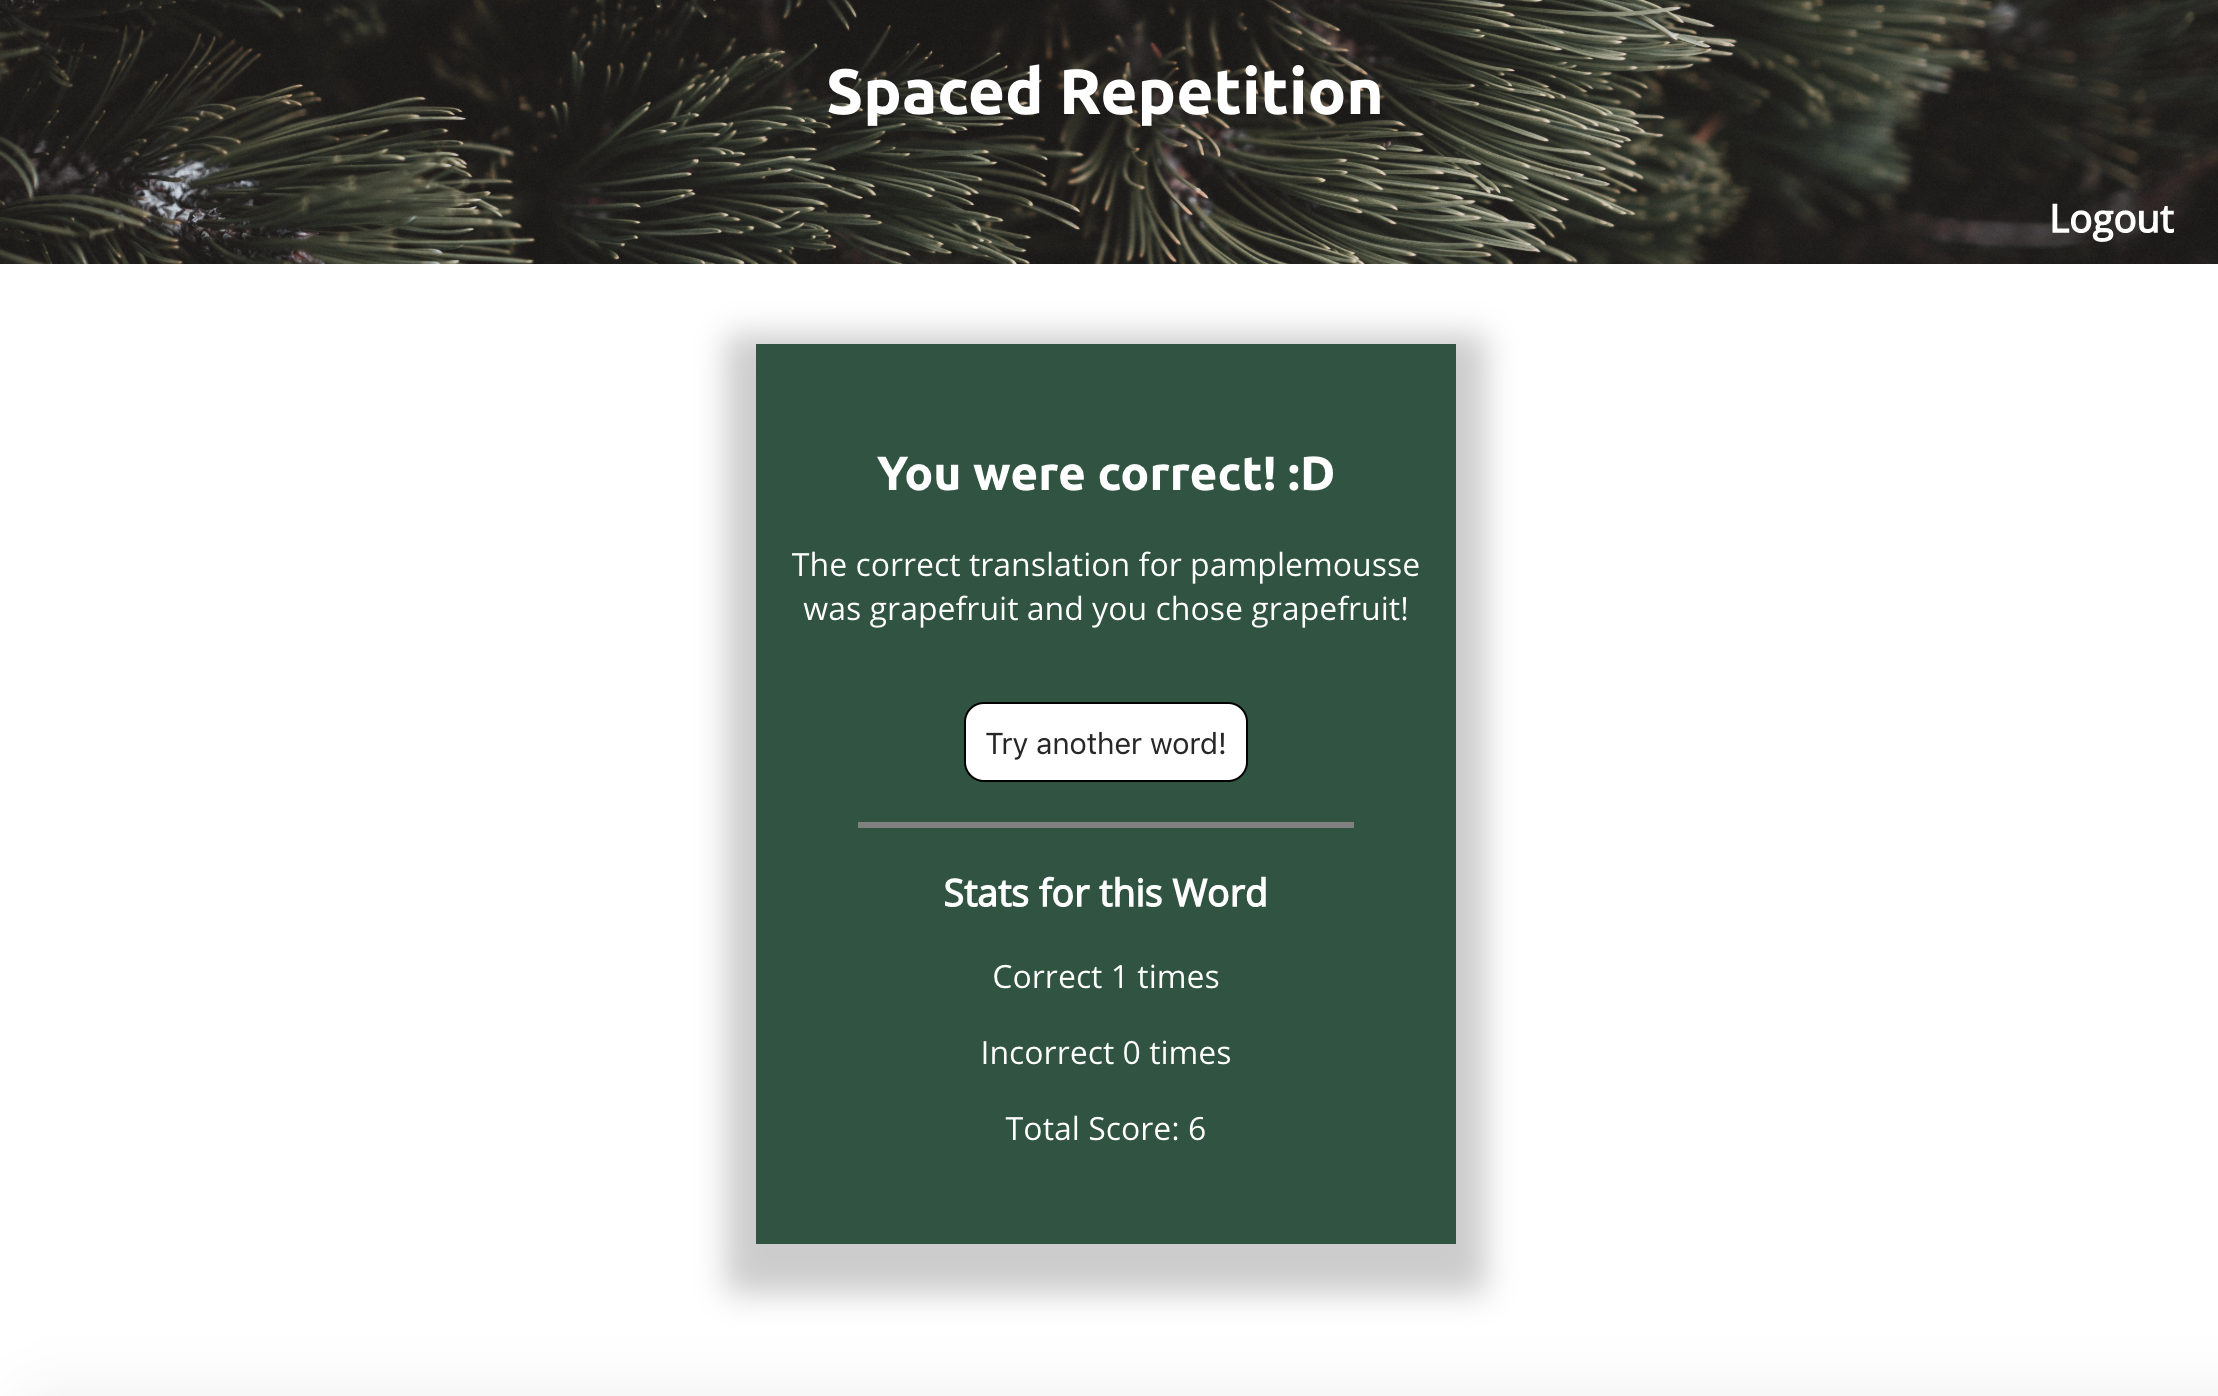 Spaced Repetition
Logout
You were correct! :D
The correct translation for pamplemousse
was grapefruit and you chose grapefruit!
Try another word!
Stats for this Word
Correct 1 times
Incorrect 0 times
Total Score: 6